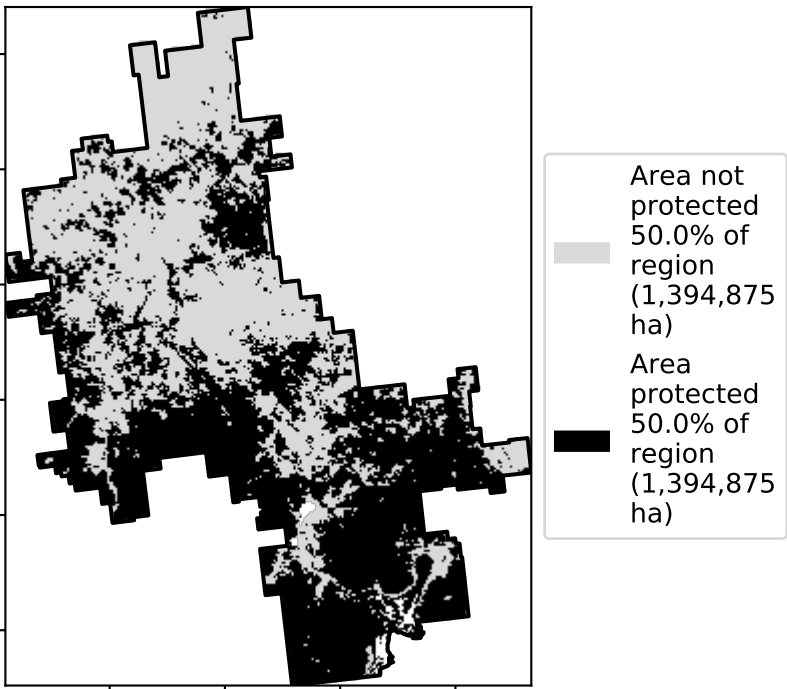 Area not
protected
50.0% of
region
(1,394,875
ha)
Area
protected
50.0% of
region
(1,394,875
ha)